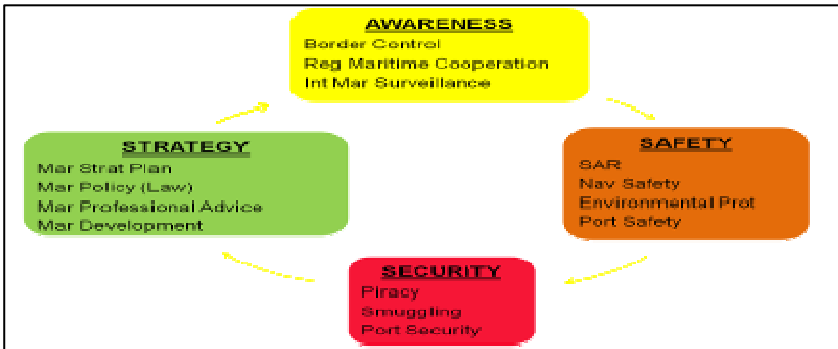 AWARENESS
Border Control
Reg Maritime Cooperation
Int Mar Surveillance
STRATEGY
Mar Strat Plan
Mar Policy (Law)
Mar Professional Advice
Mar Development
SAFETY
SAR
Nav Safety
Environmental Prot
Port Safety
SECURITY
Piracy
Smuggling
Port Security